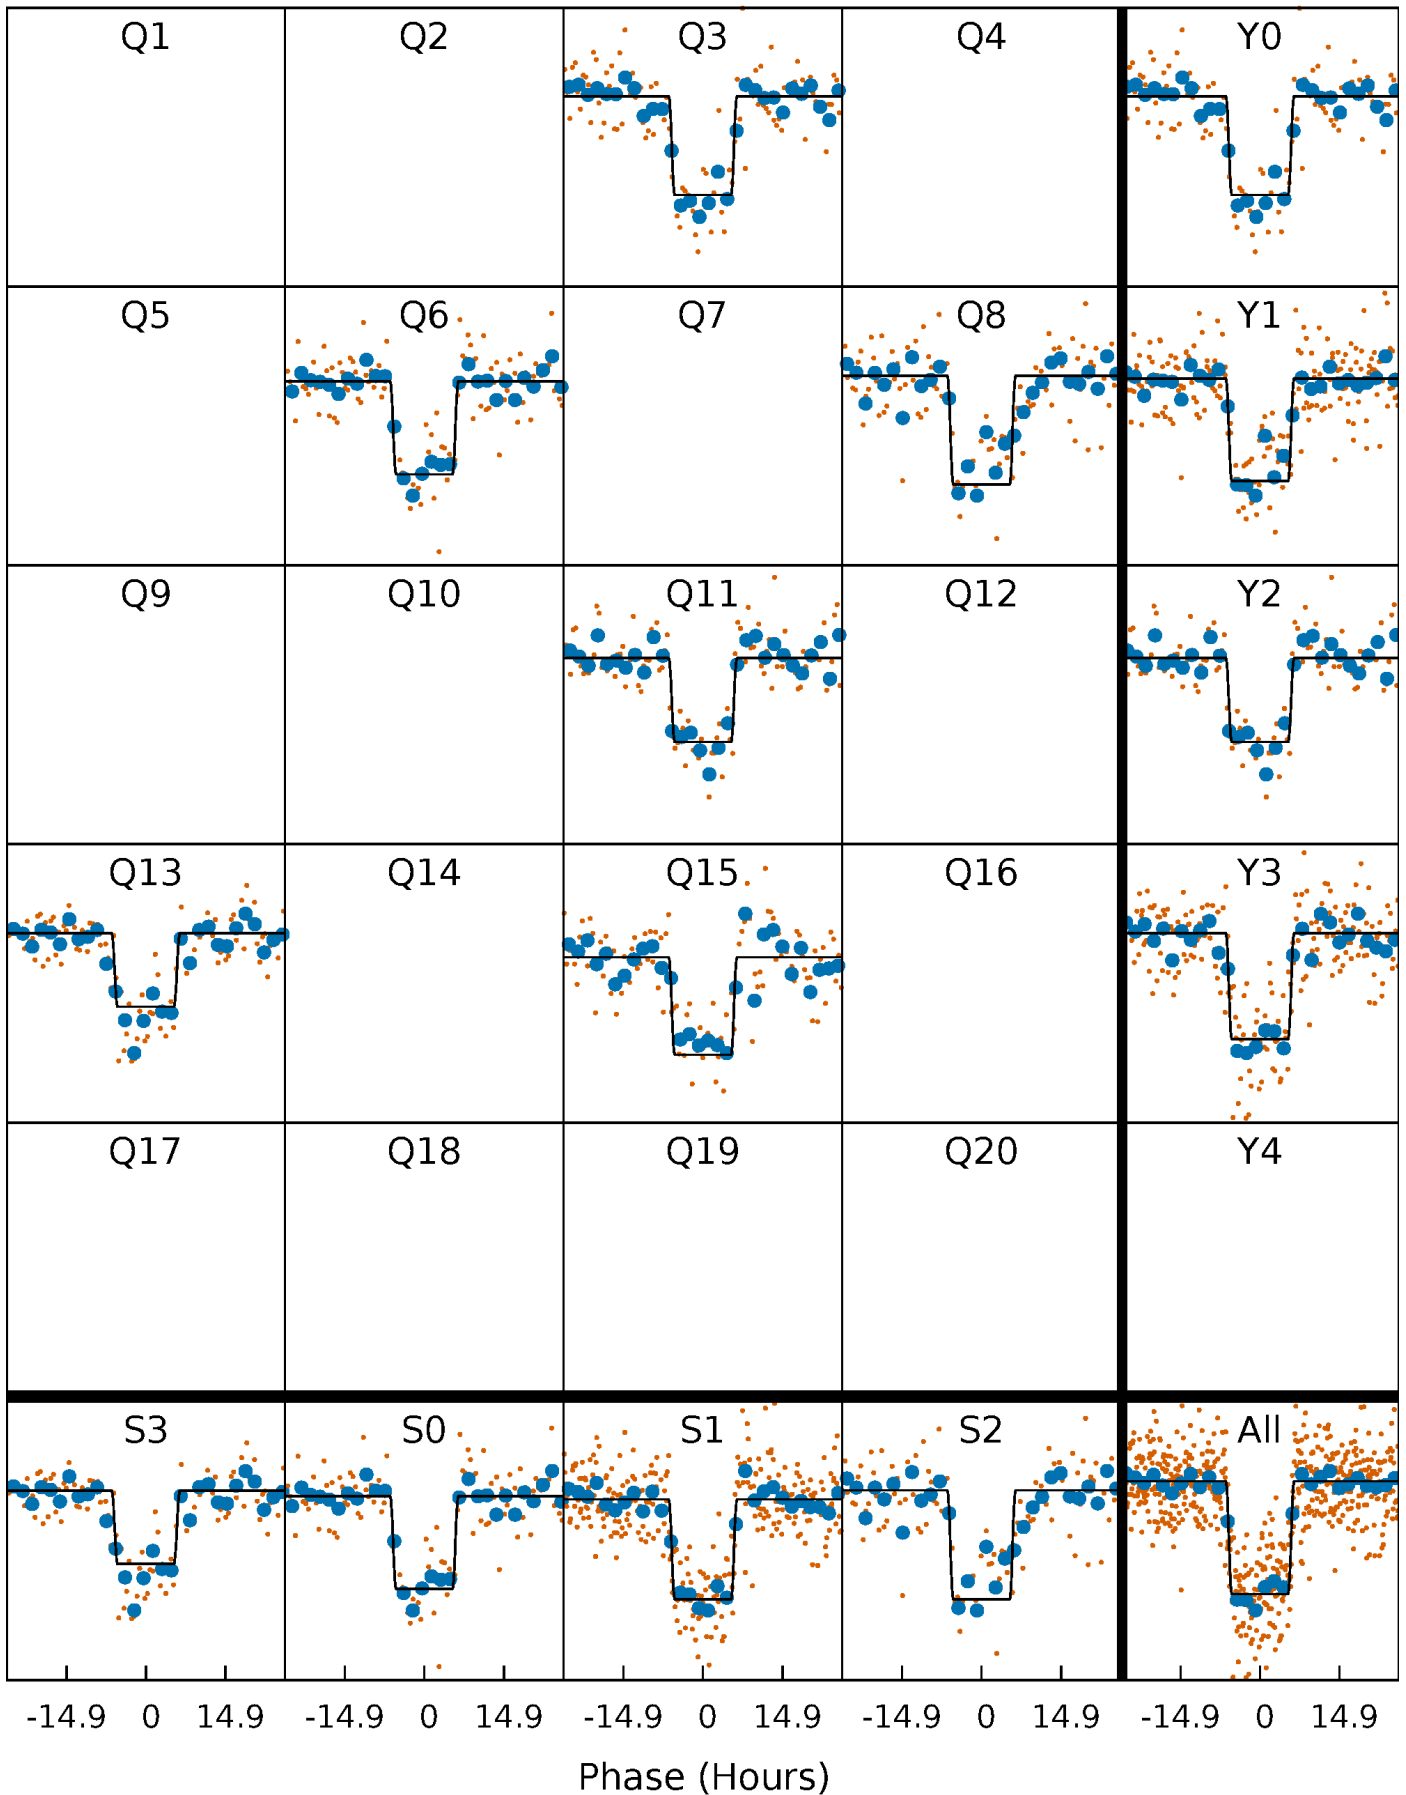 Q1 Q2 Q3 Q4 Y0
Q5 Q6 Q7 Q8 Y1
Q9 Q10 Q11 Q12 Y2
Q13 Q14 Q15 Q16 Y3
Q17 Q18 Q19 Q20 Y4
S3 S0 S1 S2 All
-14.9 0 14.9 -14.9 0 14.9 -14.9 0 14.9 -14.9 0 14.9 -14.9 0 14.9
Phase (Hours)